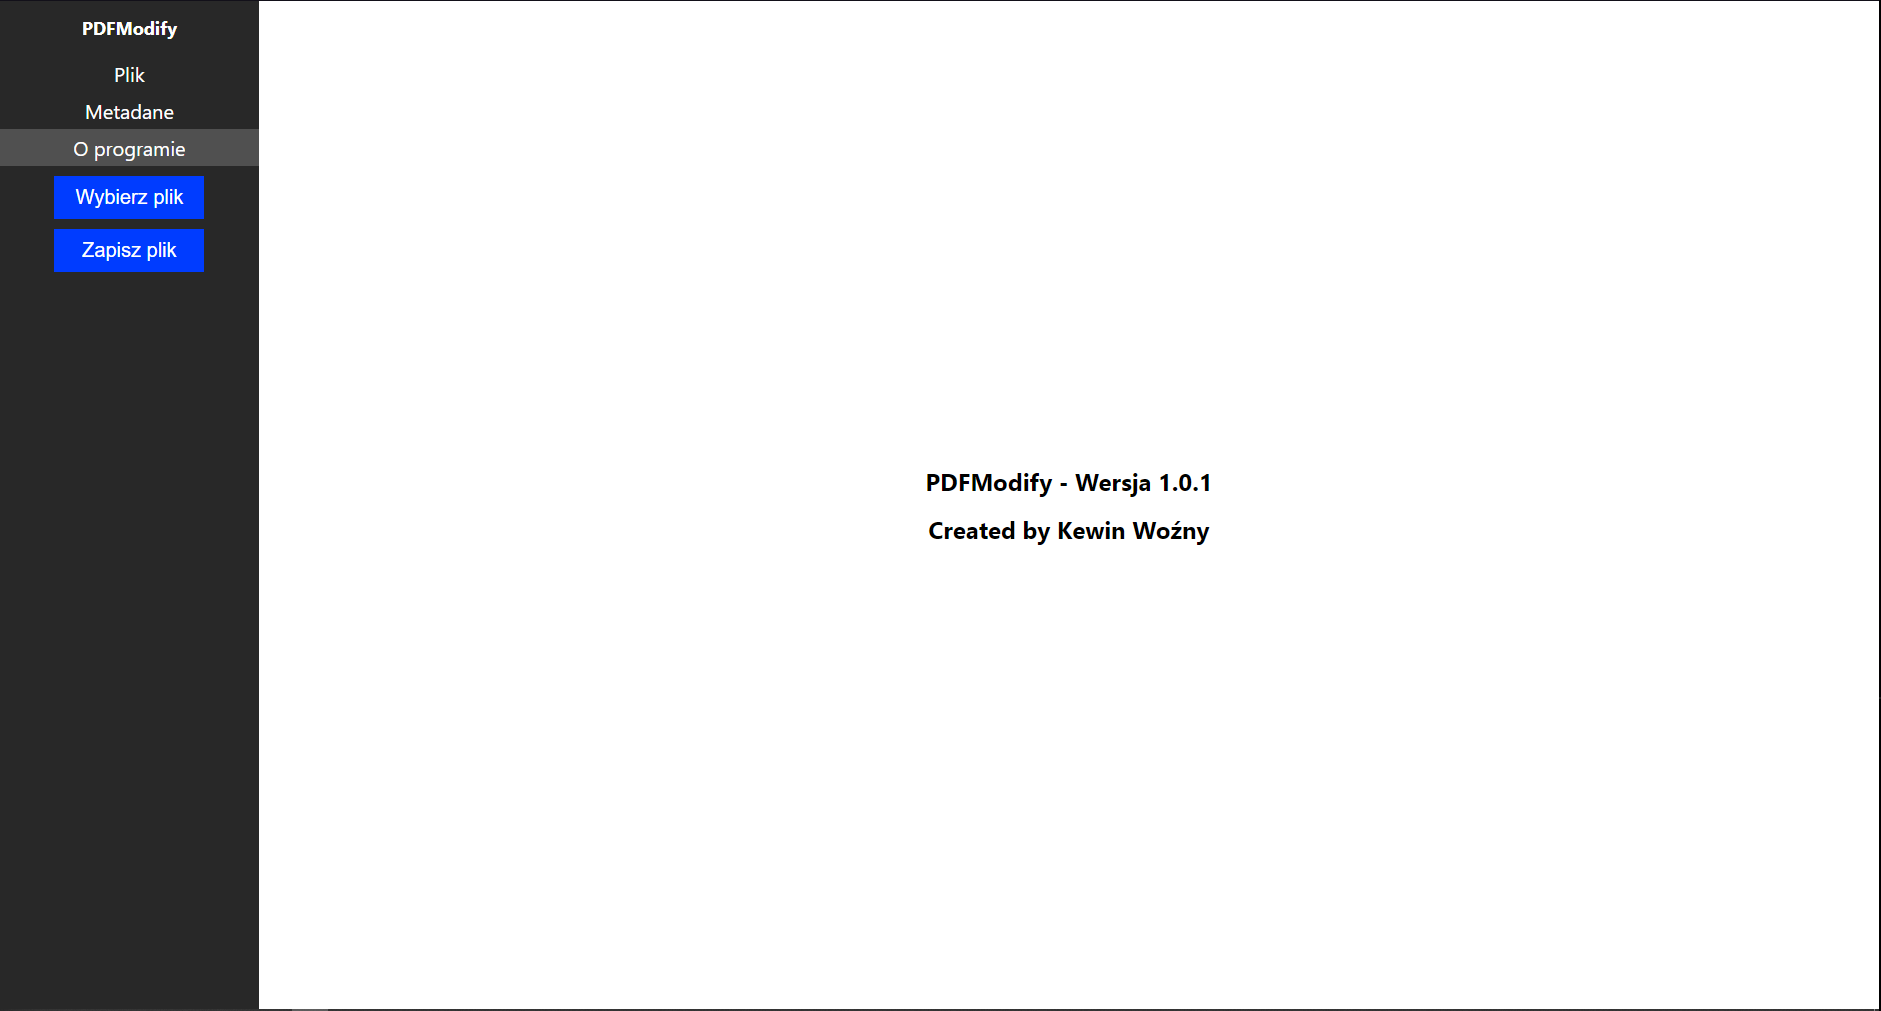 PDFModify
Plik
Metadane
O programie
Wybierz plik
Zapisz plik
PDFModify - Wersja 1.0.1
Created by Kewin Woźny